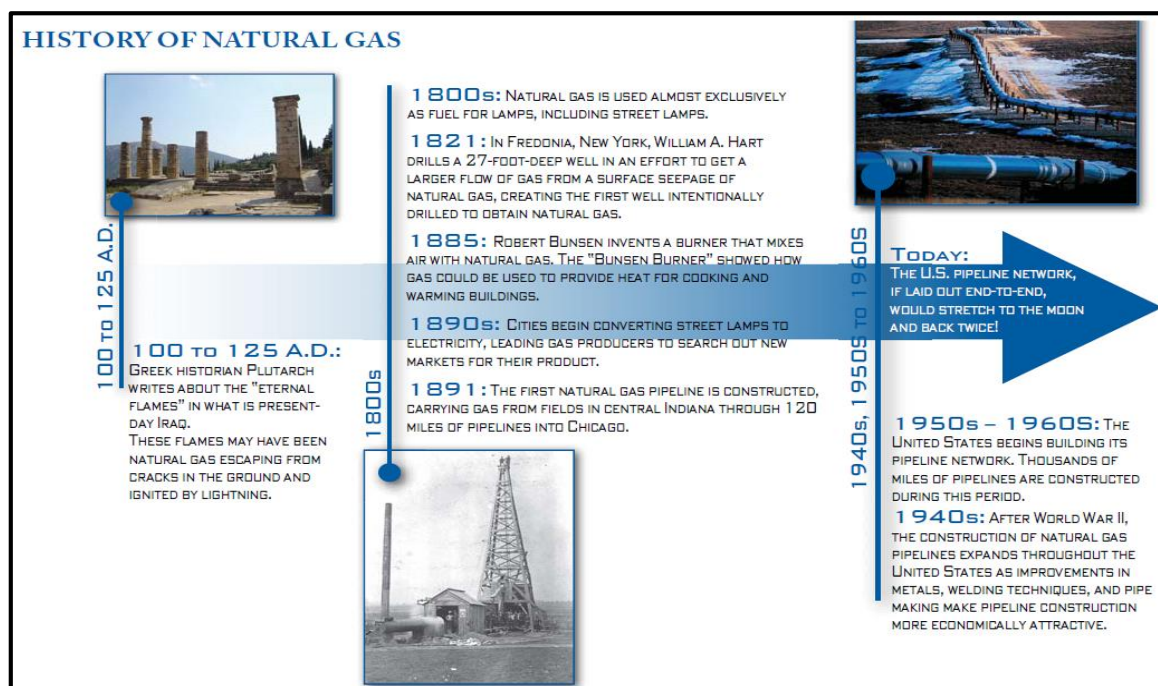 HISTORY OF NATURAL GAS
100 TO 125 A.D.
100 TO 125 A.D.:
GREEK HISTORIAN PLUTARCH
WRITES ABOUT THE "ETERNAL
FLAMES" IN WHAT IS PRESENT-
DAY IRAQ.
THESE FLAMES MAY HAVE BEEN
NATURAL GAS ESCAPING FROM
CRACKS IN THE GROUND AND
IGNITED BY LIGHTNING.
1800s
1800s: NATURAL GAS IS USED ALMOST EXCLUSIVELY
AS FUEL FOR LAMPS, INCLUDING STREET LAMPS.
1821: IN FREDONIA, NEW YORK, WILLIAM A. HART
DRILLS A 27-FOOT-DEEP WELL IN AN EFFORT TO GET A
LARGER FLOW OF GAS FROM A SURFACE SEEPAGE OF
NATURAL GAS, CREATING THE FIRST WELL INTENTIONALLY
DRILLED TO OBTAIN NATURAL GAS.
1885: ROBERT BUNSEN INVENTS A BURNER THAT MIXES
AIR WITH NATURAL GAS. THE "BUNSEN BURNER" SHOWED HOW
GAS COULD BE USED TO PROVIDE HEAT FOR COOKING AND
WARMING BUILDINGS.
1890s: CITIES BEGIN CONVERTING STREET LAMPS TO
ELECTRICITY, LEADING GAS PRODUCERS TO SEARCH OUT NEW
MARKETS FOR THEIR PRODUCT.
1891: THE FIRST NATURAL GAS PIPELINE IS CONSTRUCTED,
CARRYING GAS FROM FIELDS IN CENTRAL INDIANA THROUGH 120
MILES OF PIPELINES INTO CHICAGO.
1940s, 1950S TO 1960S
TODAY:
THE U.S. PIPELINE NETWORK,
IF LAID OUT END-TO-END,
WOULD STRETCH TO THE MOON
AND BACK TWICE!
1950s – 1960S: THE
UNITED STATES BEGINS BUILDING ITS
PIPELINE NETWORK. THOUSANDS OF
MILES OF PIPELINES ARE CONSTRUCTED
DURING THIS PERIOD.
1940s: AFTER WORLD WAR II,
THE CONSTRUCTION OF NATURAL GAS
PIPELINES EXPANDS THROUGHOUT THE
UNITED STATES AS IMPROVEMENTS IN
METALS, WELDING TECHNIQUES, AND PIPE
MAKING MAKE PIPELINE CONSTRUCTION
MORE ECONOMICALLY ATTRACTIVE.